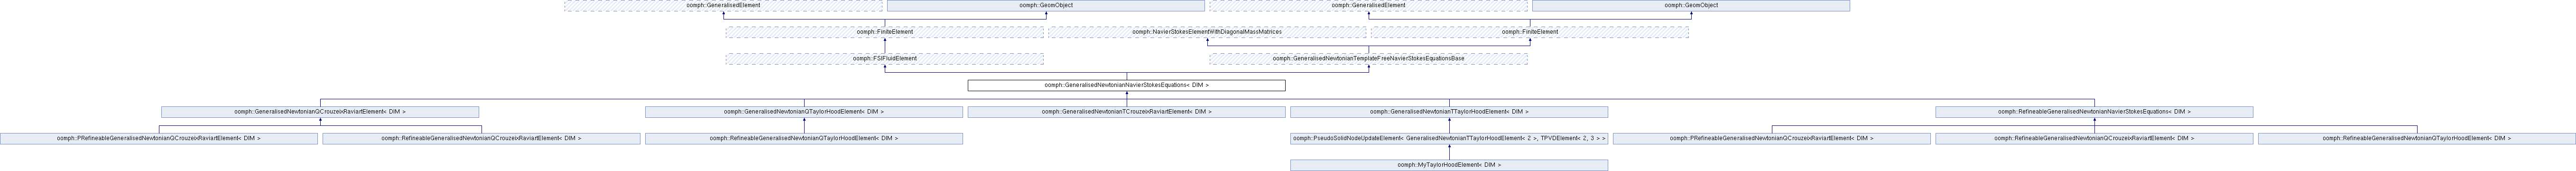 oomph::GeneralisedElement
oomph::GeomObject
oomph::GeneralisedElement
oomph::GeomObject
oomph::FiniteElement
oomph::NavierStokesElementWithDiagonalMassMatrices
oomph::FiniteElement
oomph::FSIFluidElement
oomph::GeneralisedNewtonianTemplateFreeNavierStokesEquationsBase
oomph::GeneralisedNewtonianNavierStokesEquations< DIM >
oomph::GeneralisedNewtonianQCrouzeixRaviartElement< DIM >
oomph::GeneralisedNewtonianQTaylorHoodElement< DIM >
oomph::GeneralisedNewtonianTCrouzeixRaviartElement< DIM >
oomph::GeneralisedNewtonianTTaylorHoodElement< DIM >
oomph::RefineableGeneralisedNewtonianNavierStokesEquations< DIM >
oomph::PRefineableGeneralisedNewtonianQCrouzeixRaviartElement< DIM >
oomph::RefineableGeneralisedNewtonianQCrouzeixRaviartElement< DIM >
oomph::RefineableGeneralisedNewtonianQTaylorHoodElement< DIM >
oomph::PseudoSolidNodeUpdateElement< GeneralisedNewtonianTTaylorHoodElement< 2 >, TPVDElement< 2, 3 > >
oomph::PRefineableGeneralisedNewtonianQCrouzeixRaviartElement< DIM >
oomph::RefineableGeneralisedNewtonianQCrouzeixRaviartElement< DIM >
oomph::RefineableGeneralisedNewtonianQTaylorHoodElement< DIM >
oomph::MyTaylorHoodElement< DIM >